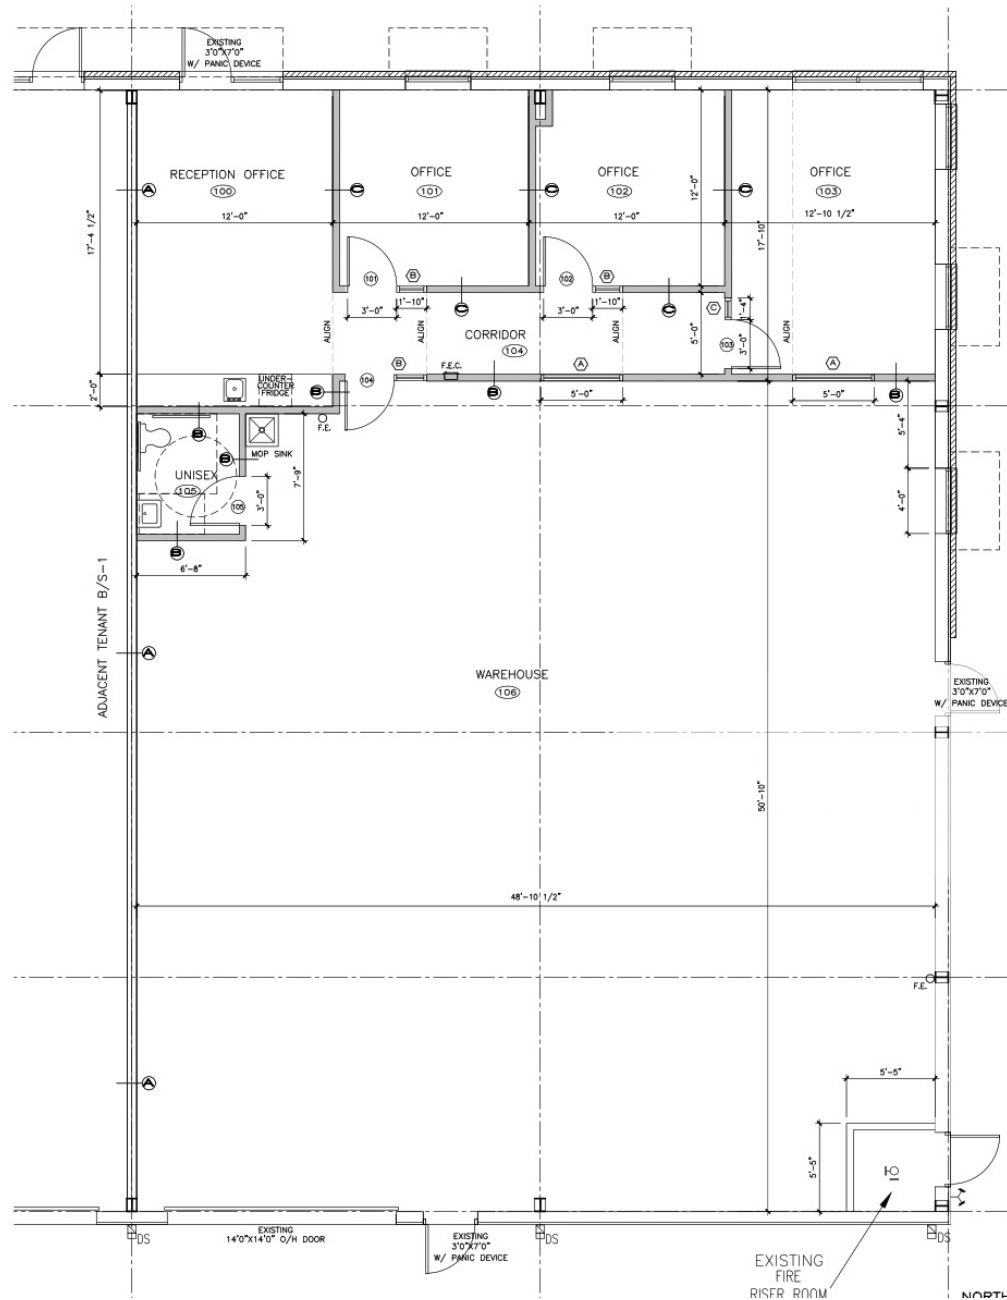 EXISTING
3'0"X7'0"
W/ PANIC DEVICE
RECEPTION OFFICE
100
OFFICE
101
OFFICE
102
OFFICE
103
A
C
C
C
12'-0"
12'-0"
12'-0"
12'-10 1/2"
12'-0"
17'-4 1/2"
17'-10"
101
B
102
B
C
C
C
3'-0"
1'-10"
3'-0"
1'-10"
1'-4"
ALIGN
ALIGN
CORRIDOR
104
ALIGN
5'-0"
103
3'-0"
ALIGN
104
B
F.E.C.
A
A
2'-0"
UNDER-
COUNTER
FRIDGE
B
B
5'-0"
5'-0"
B
F.E.
B
MOP SINK
B
5'-4"
UNISEX
105
105
3'-0"
7'-9"
4'-0"
B
6'-8"
ADJACENT TENANT B/S-1
A
WAREHOUSE
106
EXISTING
3'0"X7'0"
W/ PANIC DEVICE
50'-10"
48'-10 1/2"
F.E.
A
5'-5"
5'-5"
DS
EXISTING
14'0"X14'0" O/H DOOR
EXISTING
3'0"X7'0"
W/ PANIC DEVICE
DS
DS
EXISTING
FIRE
RISER ROOM
NORTH